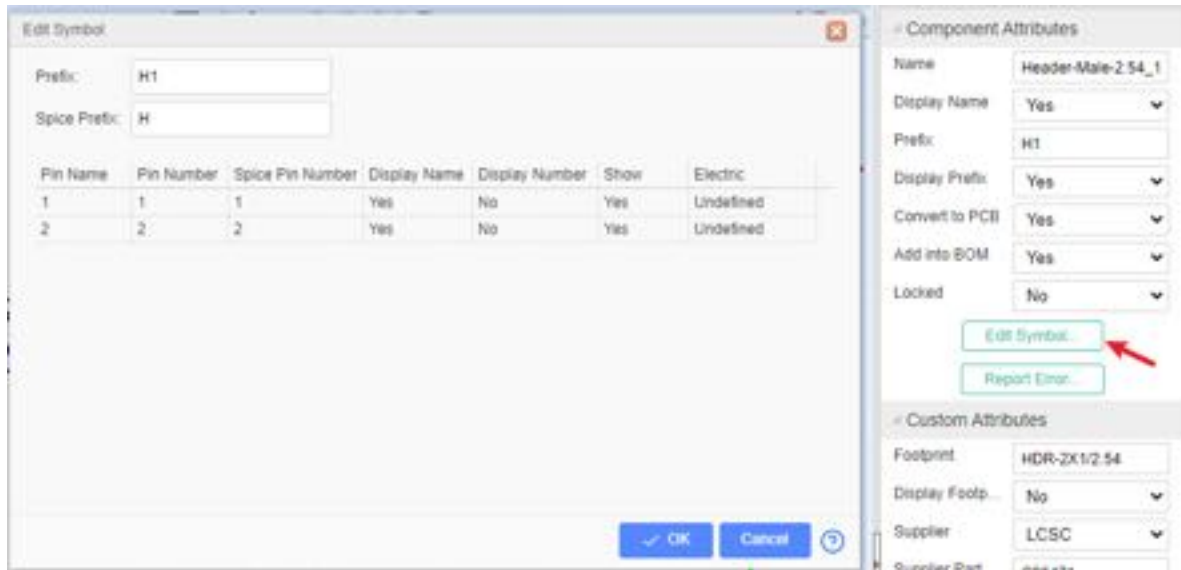 Edit Symbol
Prefix: H1
Spice Prefix: H
Pin Name Pin Number Spice Pin Number Display Name Display Number Show Electric
1 1 1 Yes No Yes Undefined
2 2 2 Yes No Yes Undefined
OK Cancel
Component Attributes
Name Header-Male-2.54_1
Display Name Yes
Prefix H1
Display Prefix Yes
Convert to PCB Yes
Add into BOM Yes
Locked No
Edit Symbol...
Report Error...
Custom Attributes
Footprint HDR-2X1/2.54
Display Footp... No
Supplier LCSC
Supplier Part